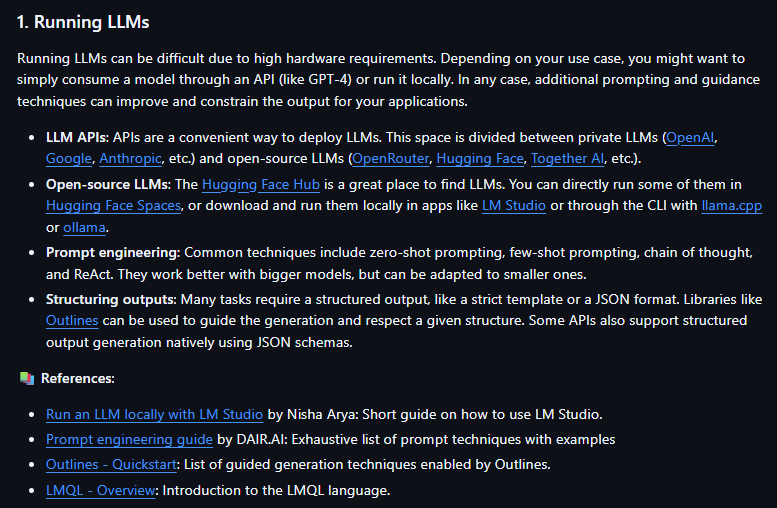 1. Running LLMs
Running LLMs can be difficult due to high hardware requirements. Depending on your use case, you might want to
simply consume a model through an API (like GPT-4) or run it locally. In any case, additional prompting and guidance
techniques can improve and constrain the output for your applications.
• LLM APIs: APIs are a convenient way to deploy LLMs. This space is divided between private LLMs (OpenAI,
Google, Anthropic, etc.) and open-source LLMs (OpenRouter, Hugging Face, Together AI, etc.).
• Open-source LLMs: The Hugging Face Hub is a great place to find LLMs. You can directly run some of them in
Hugging Face Spaces, or download and run them locally in apps like LM Studio or through the CLI with llama.cpp
or ollama.
• Prompt engineering: Common techniques include zero-shot prompting, few-shot prompting, chain of thought,
and ReAct. They work better with bigger models, but can be adapted to smaller ones.
• Structuring outputs: Many tasks require a structured output, like a strict template or a JSON format. Libraries like
Outlines can be used to guide the generation and respect a given structure. Some APIs also support structured
output generation natively using JSON schemas.
📚 References:
• Run an LLM locally with LM Studio by Nisha Arya: Short guide on how to use LM Studio.
• Prompt engineering guide by DAIR.AI: Exhaustive list of prompt techniques with examples
• Outlines - Quickstart: List of guided generation techniques enabled by Outlines.
• LMQL - Overview: Introduction to the LMQL language.